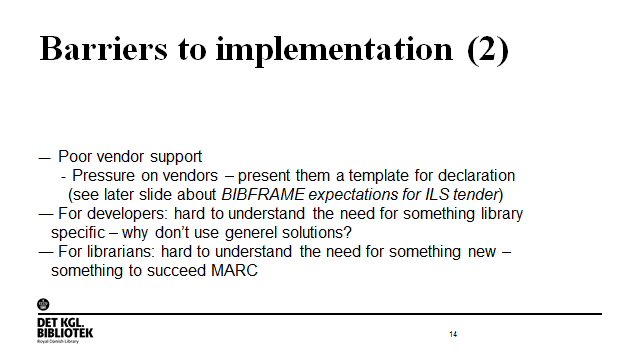 Barriers to implementation (2)
— Poor vendor support
- Pressure on vendors – present them a template for declaration
(see later slide about BIBFRAME expectations for ILS tender)
— For developers: hard to understand the need for something library
specific – why don't use generel solutions?
— For librarians: hard to understand the need for something new –
something to succeed MARC
DET KGL.
BIBLIOTEK
Royal Danish Library
14